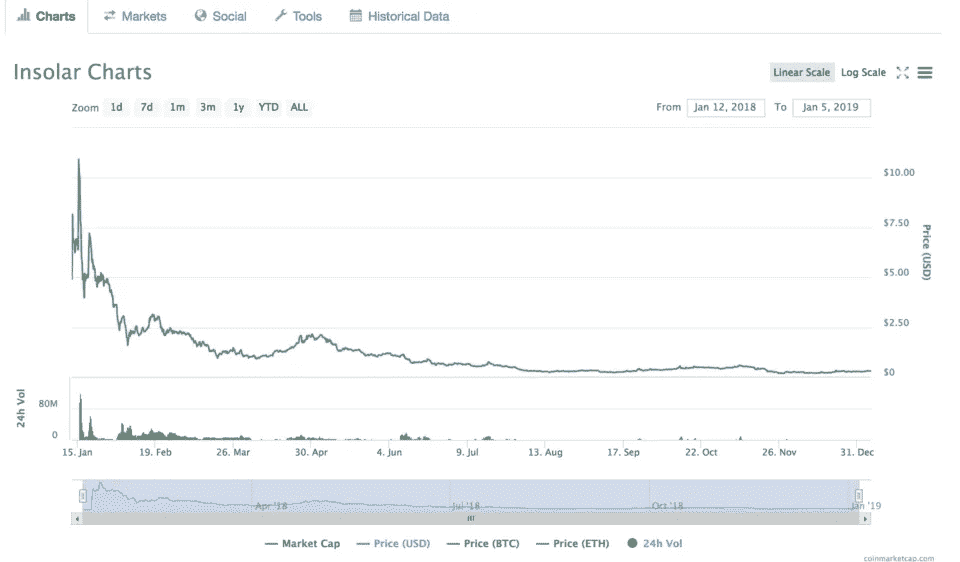 Charts Markets Social Tools Historical Data
Insolar Charts
Linear Scale Log Scale
Zoom 1d 7d 1m 3m 1y YTD ALL From Jan 12, 2018 To Jan 5, 2019
$10.00
$7.50
$5.00
$2.50
$0
Price (USD)
24h Vol
80M
0
15. Jan 19. Feb 26. Mar 30. Apr 4. Jun 9. Jul 13. Aug 17. Sep 22. Oct 26. Nov 31. Dec
Apr '18 Jul '18 Oct '18 Jan '19
Market Cap Price (USD) Price (BTC) Price (ETH) 24h Vol
coinmarketcap.com